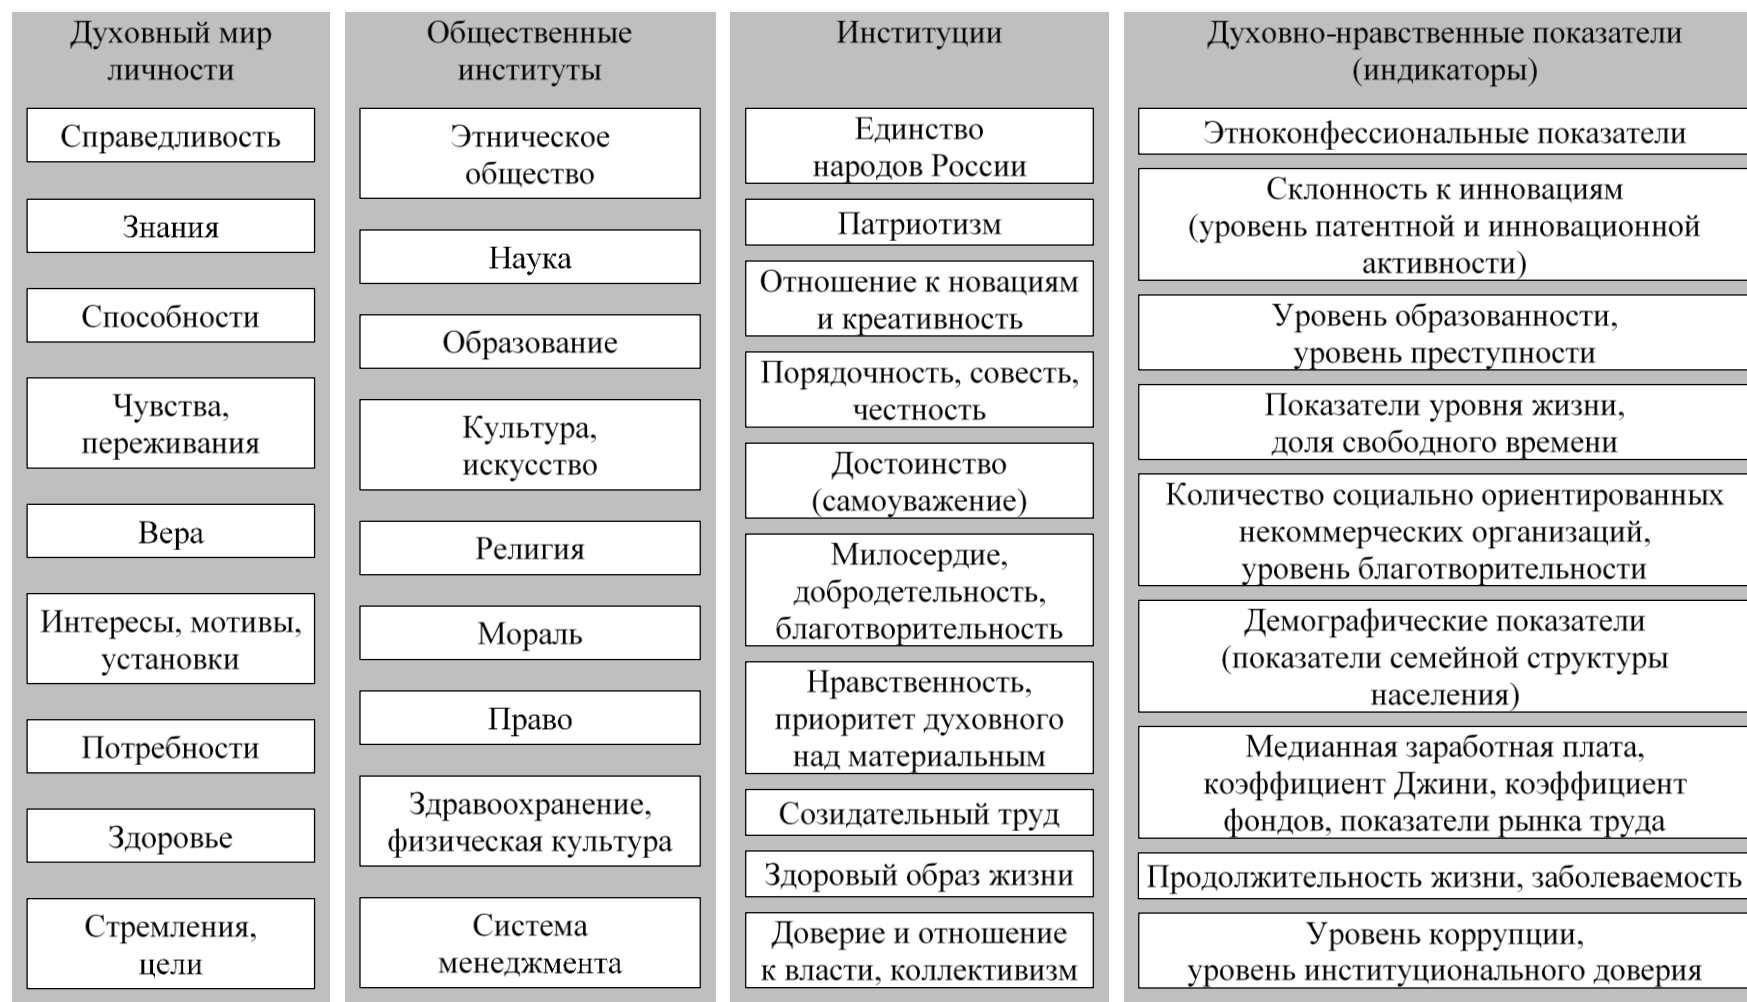 Духовный мир
личности
Справедливость
Знания
Способности
Чувства,
переживания
Вера
Интересы, мотивы,
установки
Потребности
Здоровье
Стремления,
цели
Общественные
институты
Этническое
общество
Наука
Образование
Культура,
искусство
Религия
Мораль
Право
Здравоохранение,
физическая культура
Система
менеджмента
Институции
Единство
народов России
Патриотизм
Отношение к новациям
и креативность
Порядочность, совесть,
честность
Достоинство
(самоуважение)
Милосердие,
добродетельность,
благотворительность
Нравственность,
приоритет духовного
над материальным
Созидательный труд
Здоровый образ жизни
Доверие и отношение
к власти, коллективизм
Духовно-нравственные показатели
(индикаторы)
Этноконфессиональные показатели
Склонность к инновациям
(уровень патентной и инновационной
активности)
Уровень образованности,
уровень преступности
Показатели уровня жизни,
доля свободного времени
Количество социально ориентированных
некоммерческих организаций,
уровень благотворительности
Демографические показатели
(показатели семейной структуры
населения)
Медианная заработная плата,
коэффициент Джини, коэффициент
фондов, показатели рынка труда
Продолжительность жизни, заболеваемость
Уровень коррупции,
уровень институционального доверия